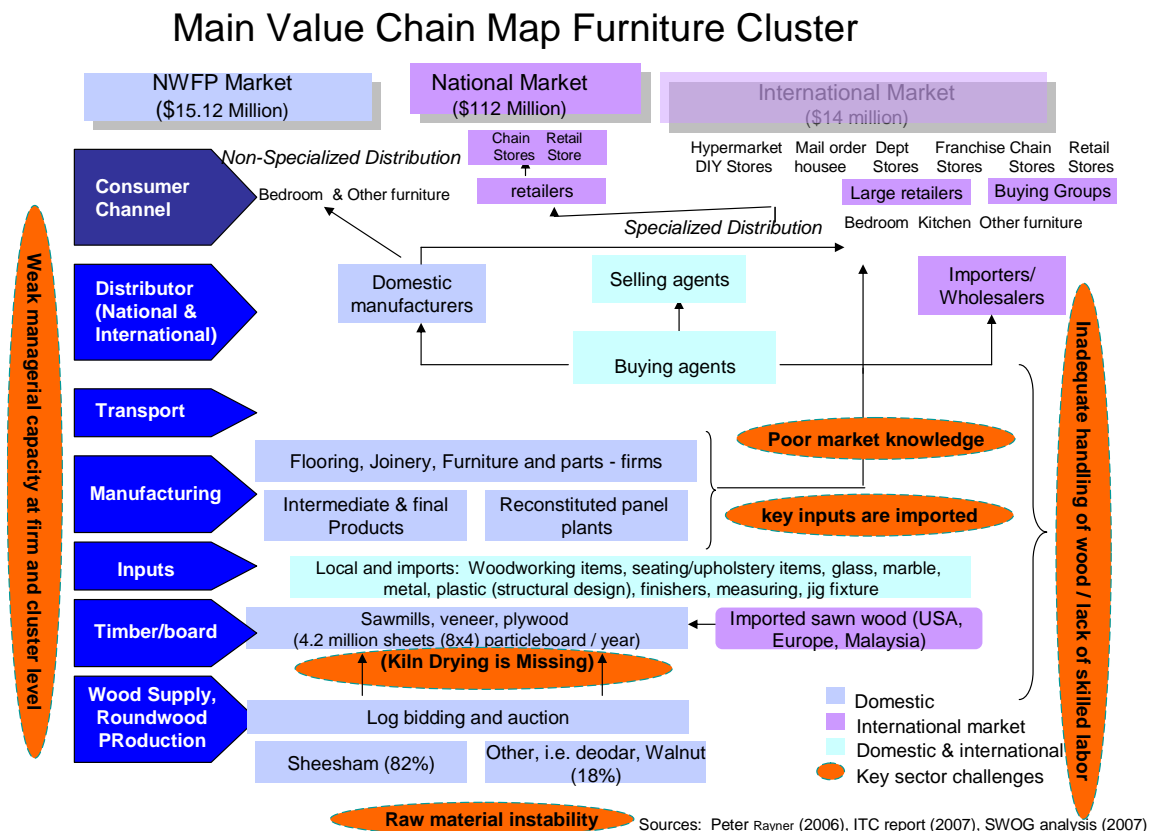 Main Value Chain Map Furniture Cluster
NWFP Market
($15.12 Million)
National Market
($112 Million)
International Market
($14 million)
Consumer
Channel
Non-Specialized Distribution
Bedroom & Other furniture
Chain Retail
Stores Store
retailers
Hypermarket Mail order Dept Franchise Chain Retail
DIY Stores housee Stores Stores Stores Stores
Large retailers
Buying Groups
Specialized Distribution
Bedroom Kitchen Other furniture
Distributor
(National &
International)
Domestic
manufacturers
Selling agents
Importers/
Wholesalers
Buying agents
Transport
Poor market knowledge
Manufacturing
Flooring, Joinery, Furniture and parts - firms
Intermediate & final
Products
Reconstituted panel
plants
key inputs are imported
Inputs
Local and imports: Woodworking items, seating/upholstery items, glass, marble,
metal, plastic (structural design), finishers, measuring, jig fixture
Timber/board
Sawmills, veneer, plywood
(4.2 million sheets (8x4) particleboard / year)
Imported sawn wood (USA,
Europe, Malaysia)
(Kiln Drying is Missing)
Wood Supply,
Roundwood
PRoduction
Log bidding and auction
Sheesham (82%)
Other, i.e. deodar, Walnut
(18%)
Raw material instability
Weak managerial capacity at firm and cluster level
Inadequate handling of wood / lack of skilled labor
Domestic
International market
Domestic & international
Key sector challenges
Sources: Peter Rayner (2006), ITC report (2007), SWOG analysis (2007)